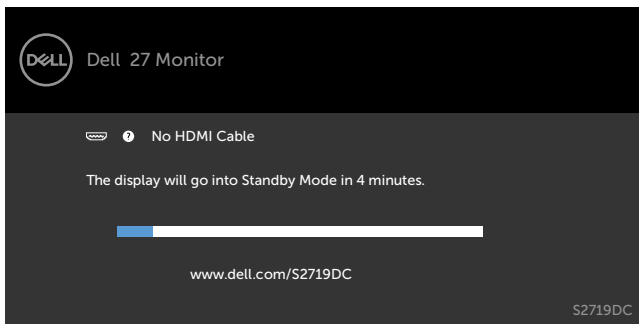 DELL
Dell 27 Monitor
? No HDMI Cable
The display will go into Standby Mode in 4 minutes.
www.dell.com/S2719DC
S2719DC